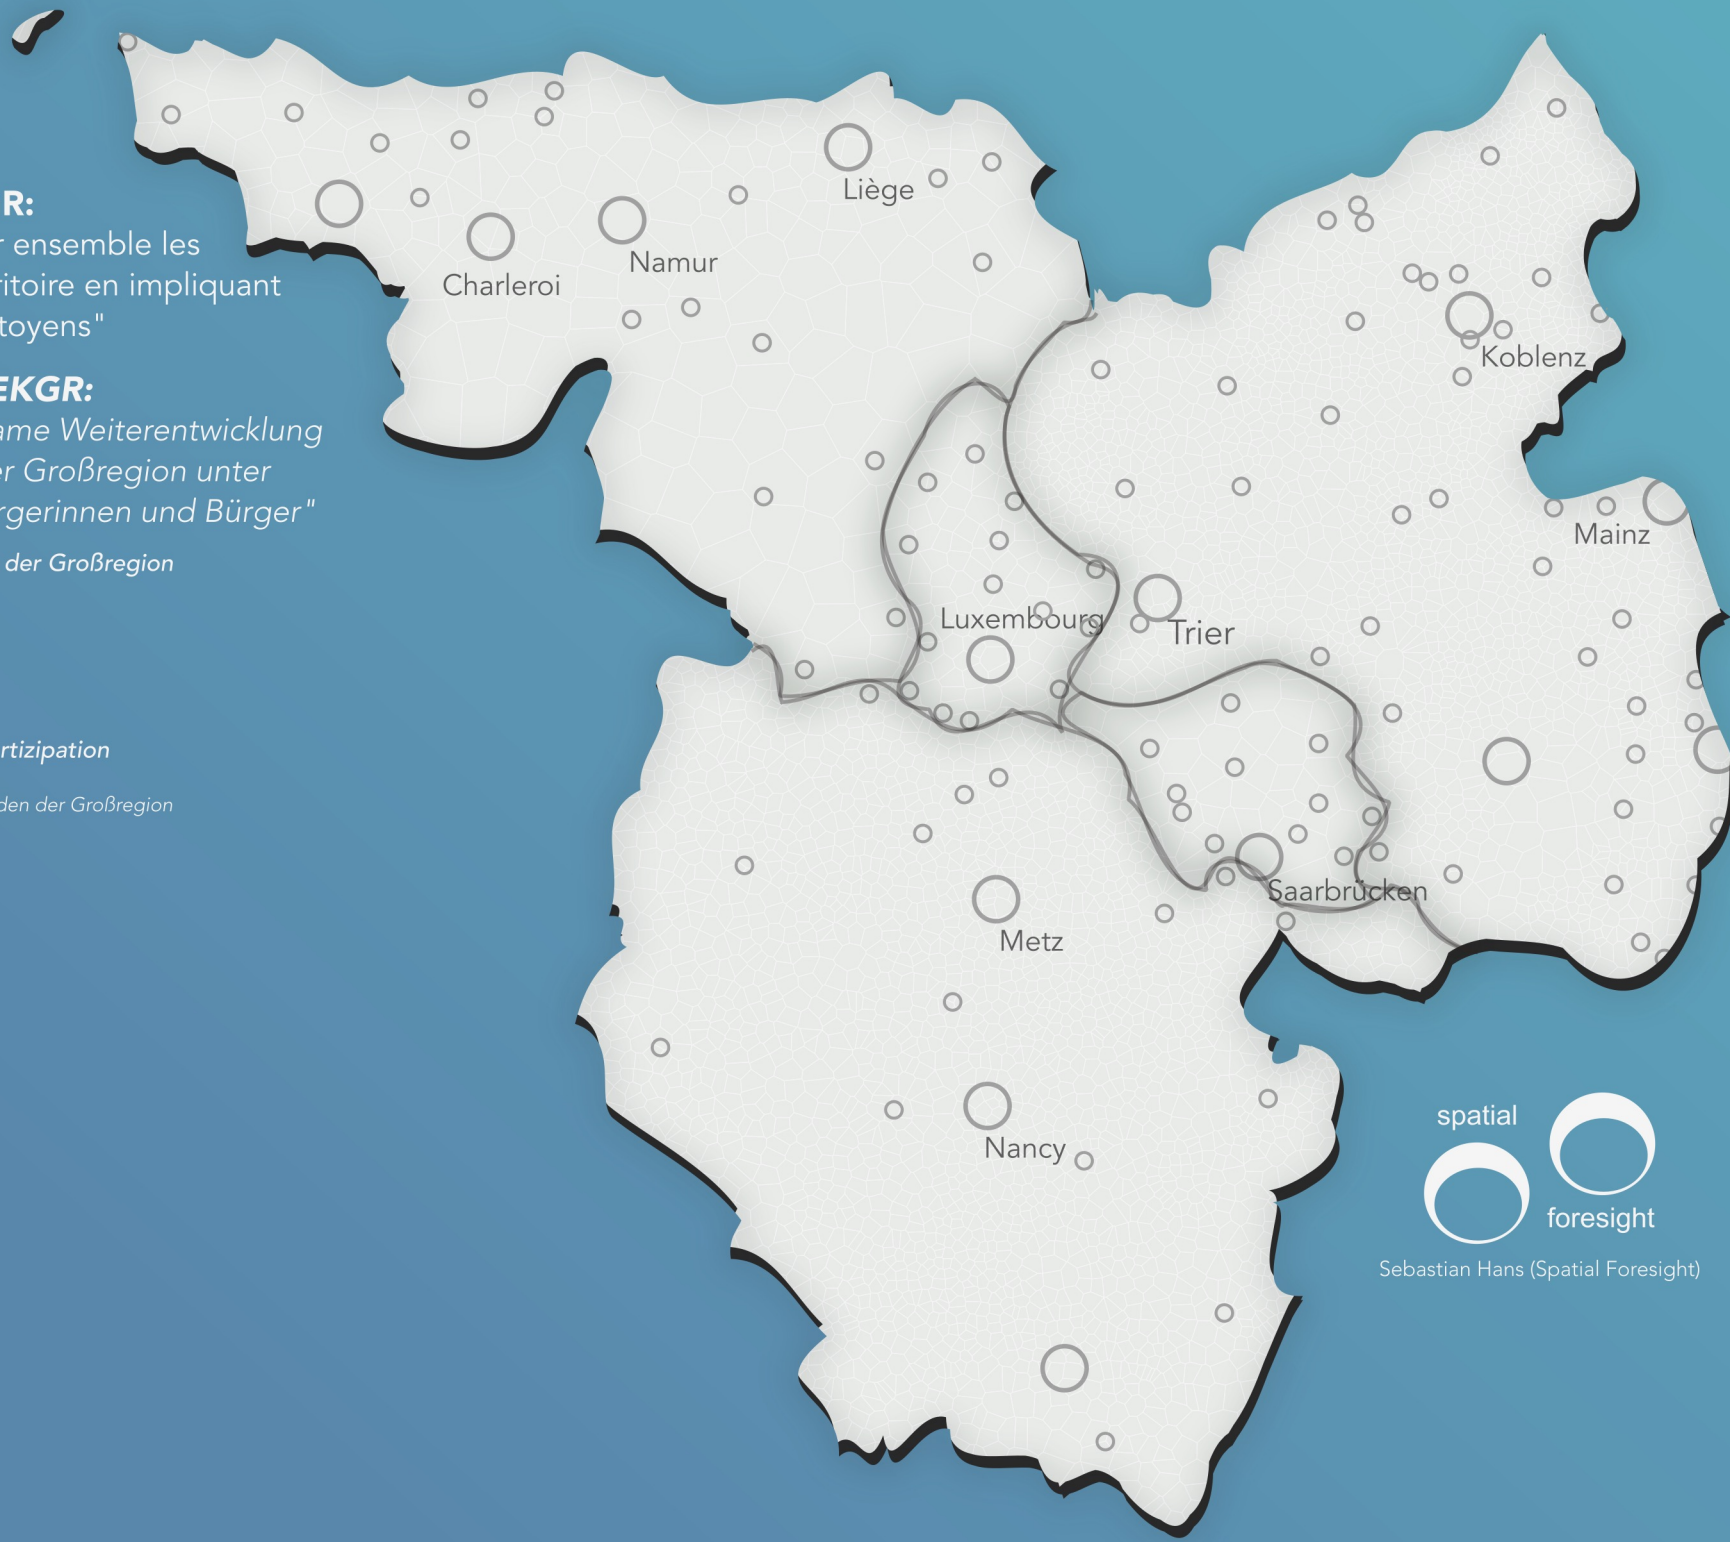 R:
r ensemble les
ritoire en impliquant
toyens"
EKGR:
ame Weiterentwicklung
er Großregion unter
rgerinnen und Bürger"
der Großregion
rtizipation
den der Großregion
Liège
Namur
Charleroi
Koblenz
Mainz
Luxembourg
Trier
Saarbrücken
Metz
Nancy
spatial
foresight
Sebastian Hans (Spatial Foresight)